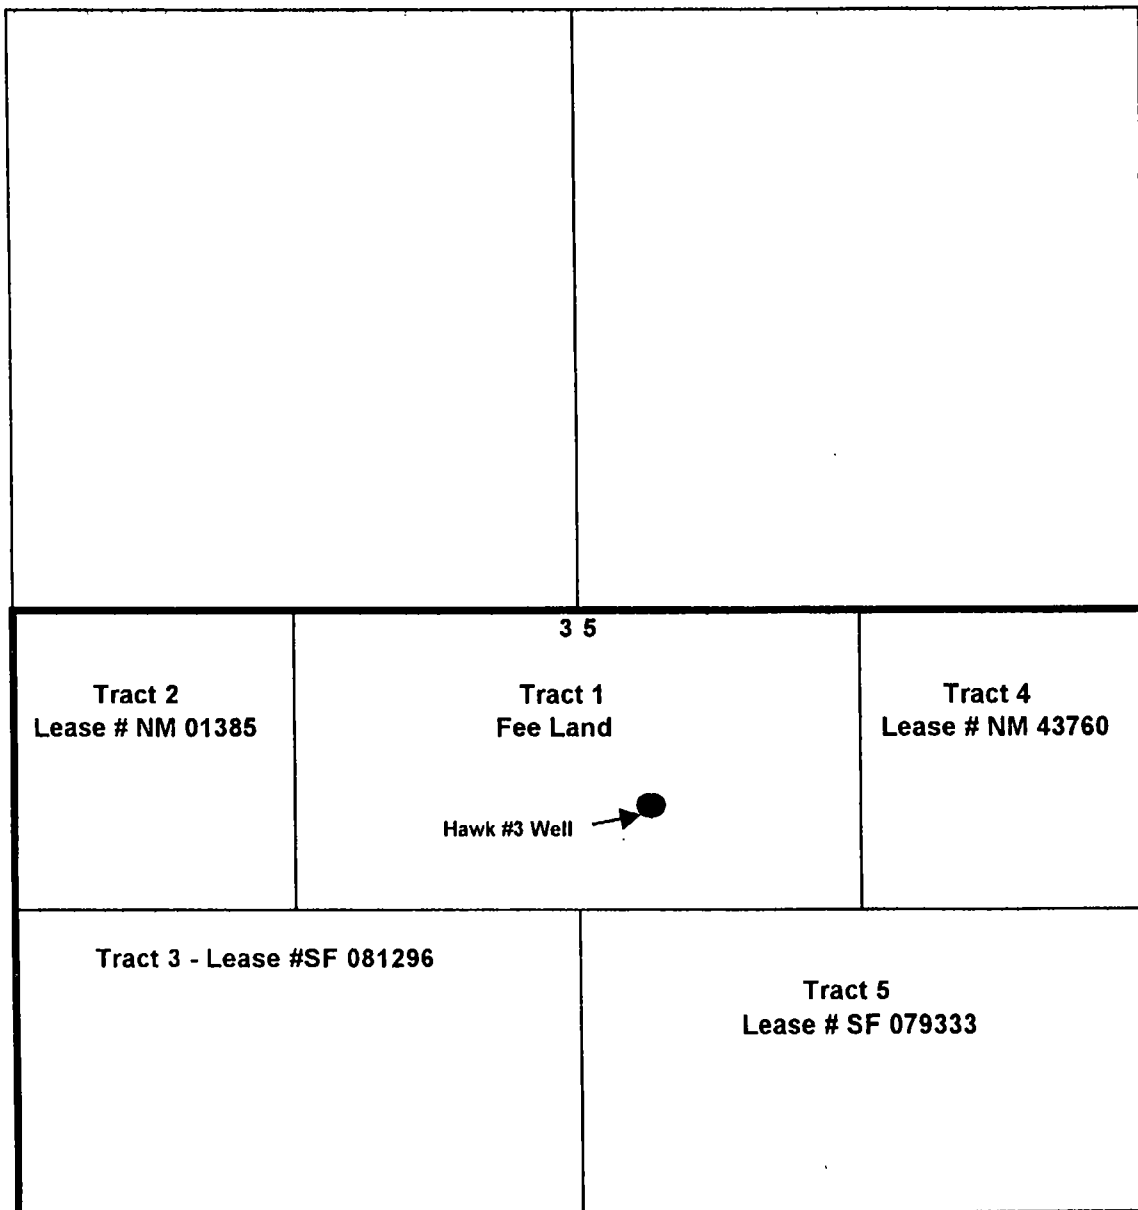 3 5
Tract 2
Lease # NM 01385
Tract 1
Fee Land
Tract 4
Lease # NM 43760
Hawk #3 Well
Tract 3 - Lease #SF 081296
Tract 5
Lease # SF 079333